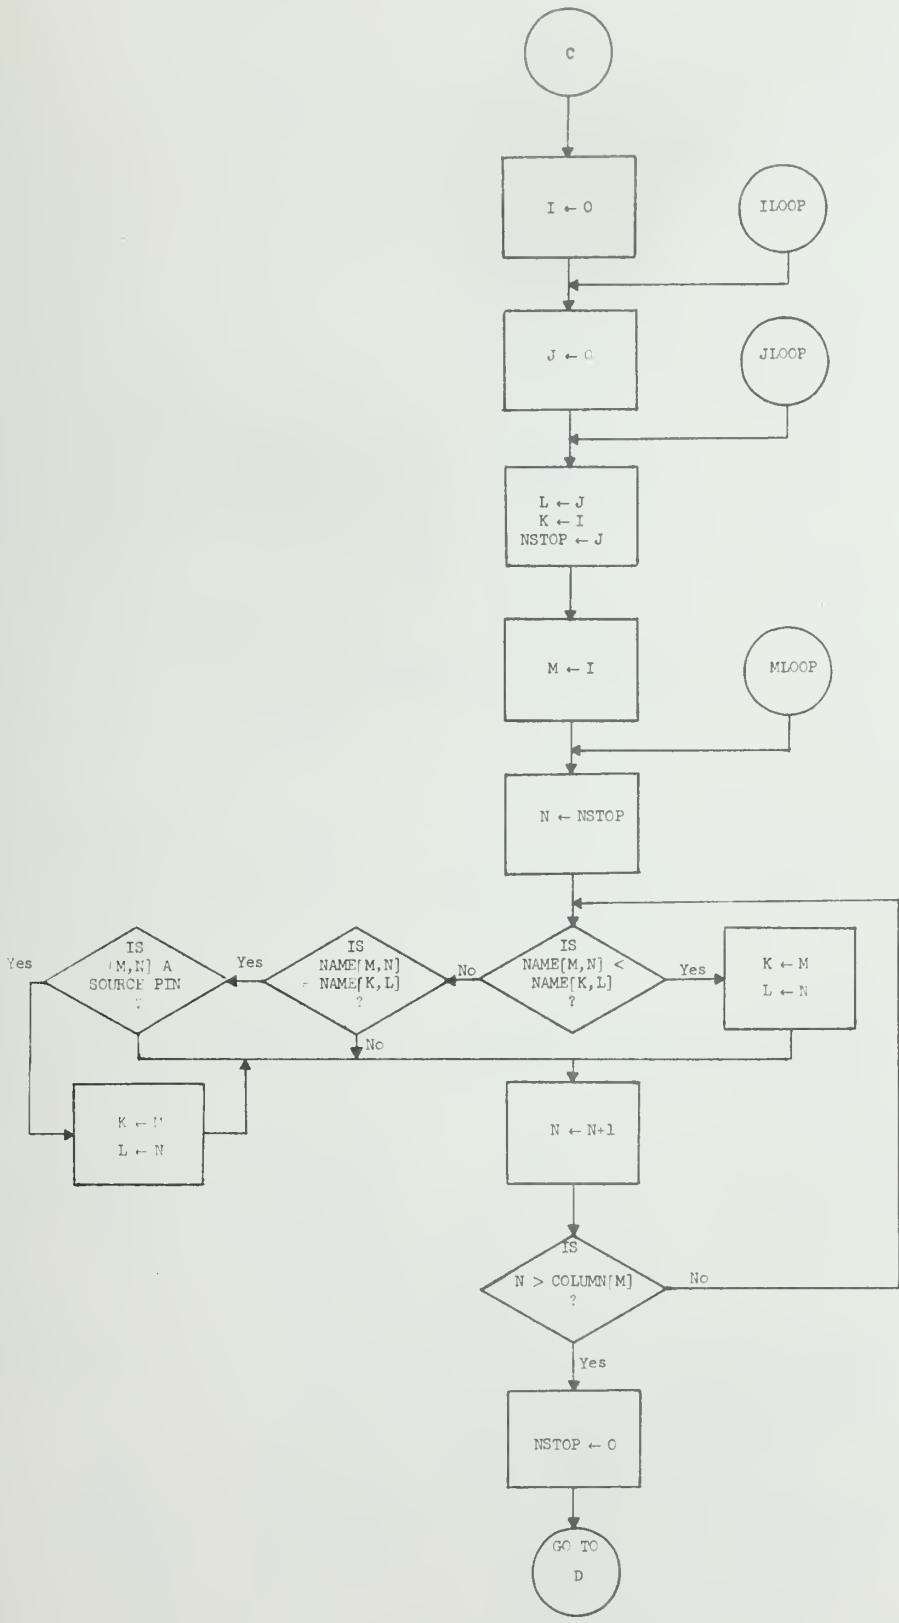 C
I ← 0
ILOOP
J ← 0
JLOOP
L ← J
K ← I
NSTOP ← J
M ← I
MLOOP
N ← NSTOP
Yes
IS
[M,N] A
SOURCE PIN
?
Yes
IS
NAME[M,N]
= NAME[K,L]
?
No
No
IS
NAME[M,N] <
NAME[K,L]
?
Yes
K ← M
L ← N
K ← M
L ← N
N ← N+1
IS
N > COLUMN[M]
?
No
Yes
NSTOP ← 0
GO TO
D